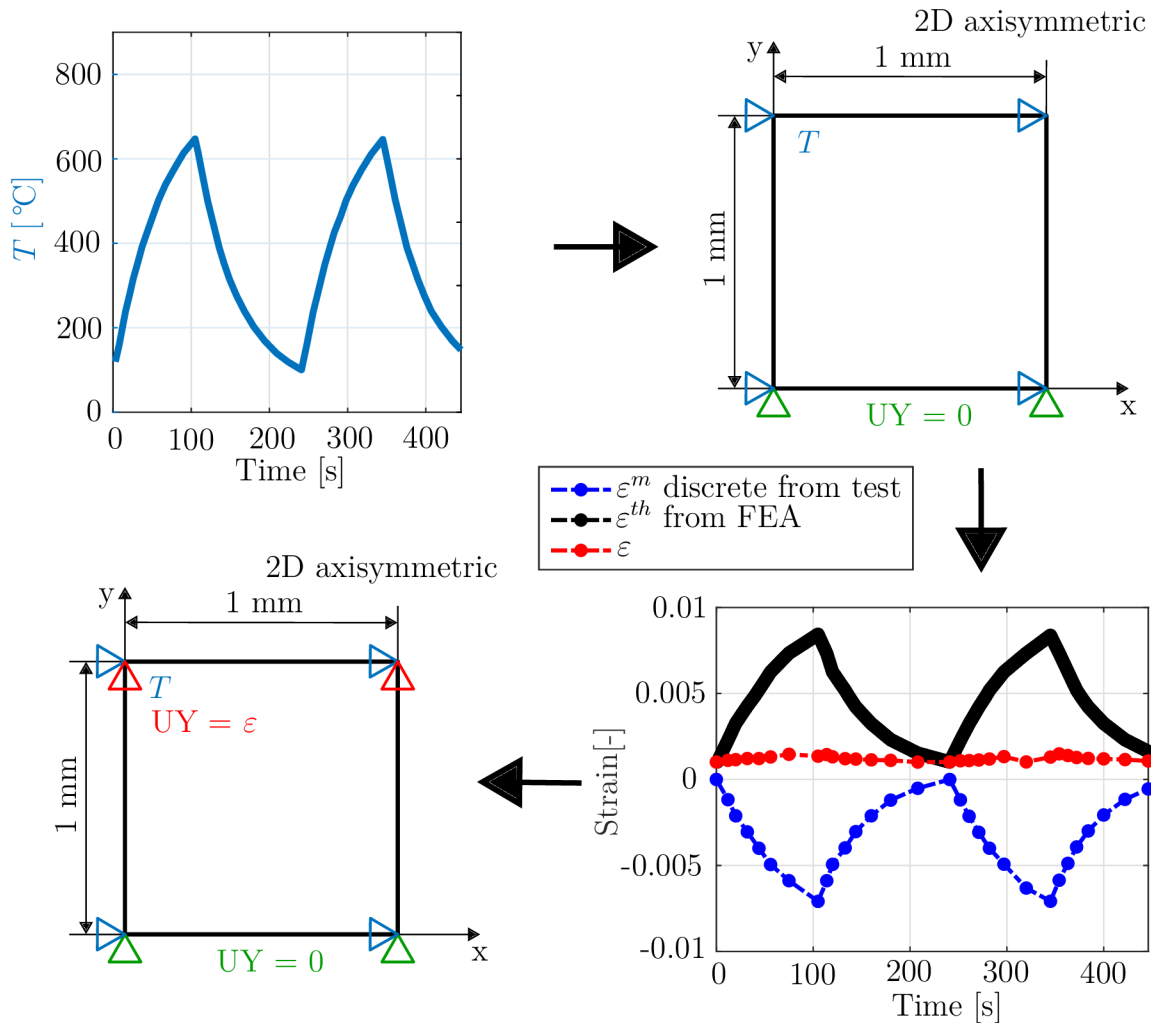 800
600
400
200
0
T [°C]
0 100 200 300 400
Time [s]
2D axisymmetric
y
1 mm
T
1 mm
x
UY = 0
ε^m discrete from test
ε^th from FEA
ε
2D axisymmetric
y
1 mm
T
UY = ε
1 mm
x
UY = 0
0.01
0.005
0
-0.005
-0.01
Strain[-]
0 100 200 300 400
Time [s]